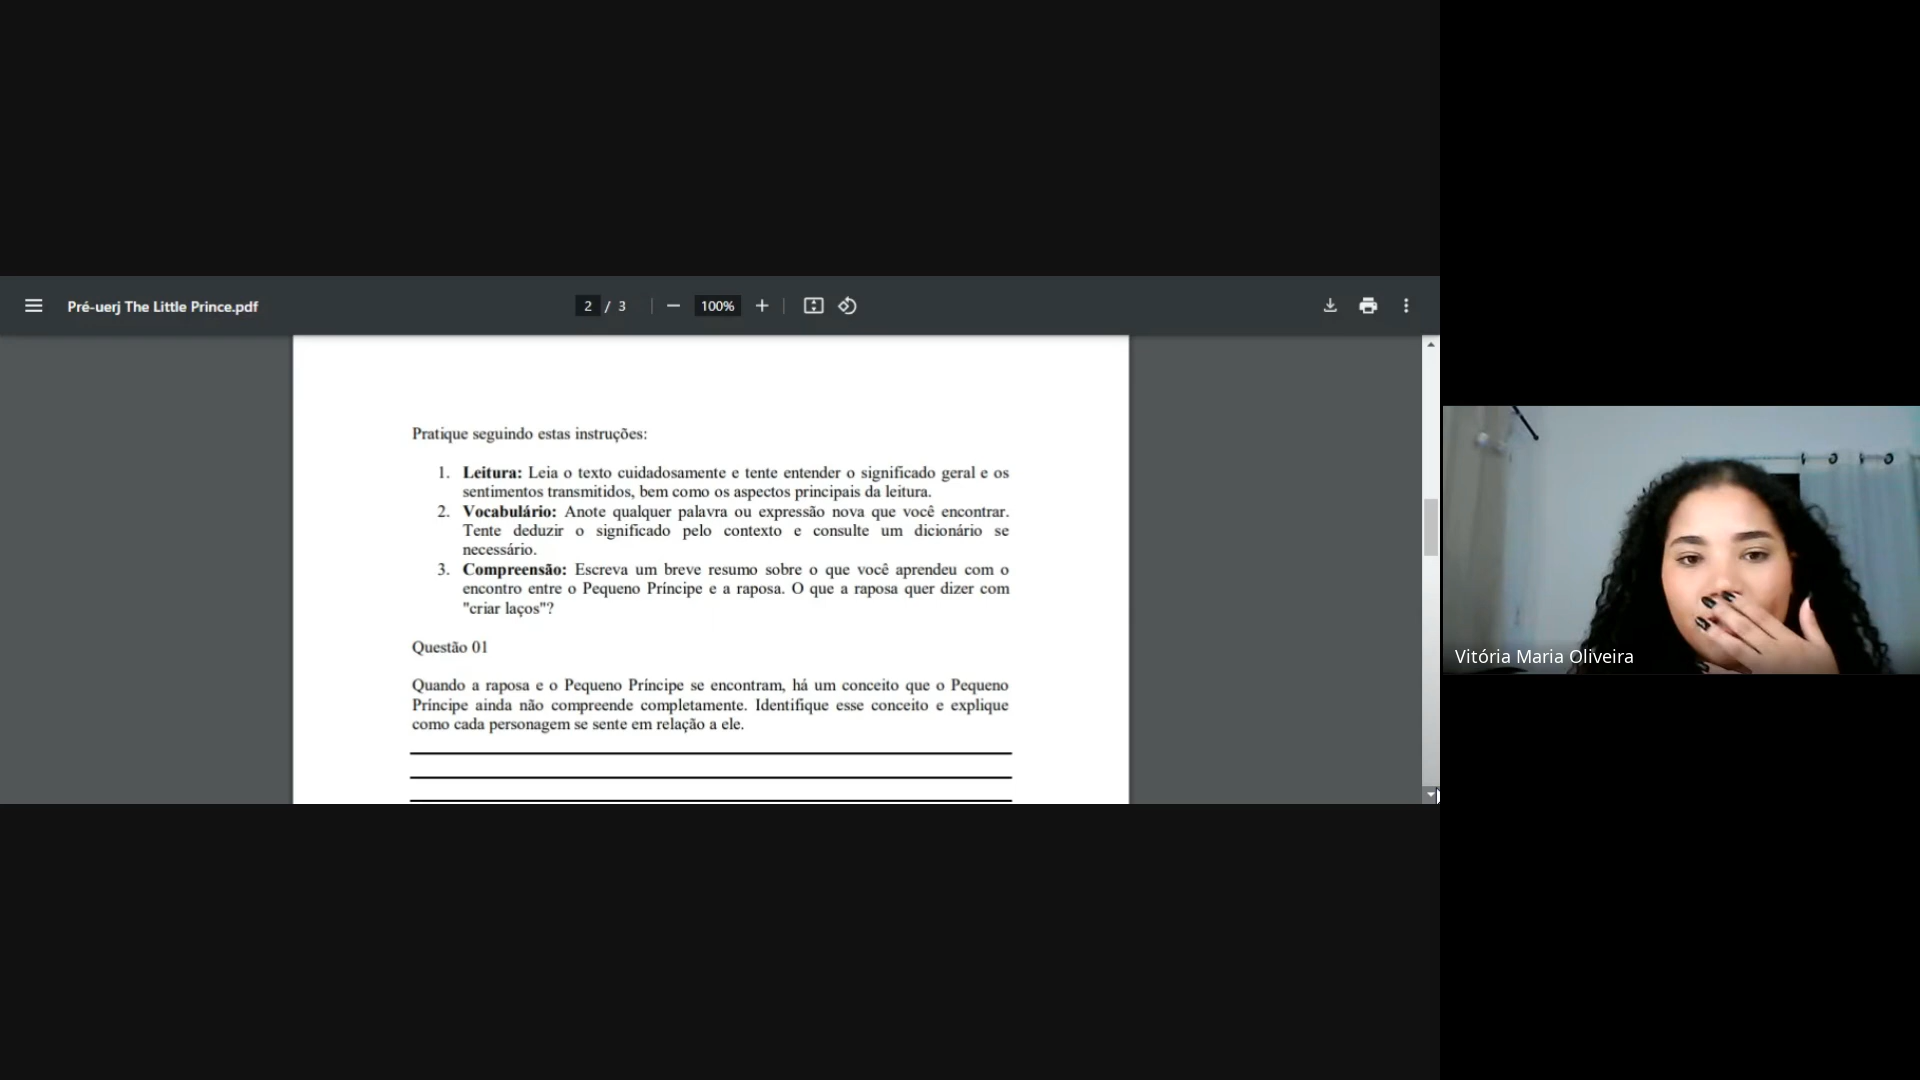 Pré-uerj The Little Prince.pdf
2 / 3
100%
Pratique seguindo estas instruções:
1. Leitura: Leia o texto cuidadosamente e tente entender o significado geral e os
sentimentos transmitidos, bem como os aspectos principais da leitura.
2. Vocabulário: Anote qualquer palavra ou expressão nova que você encontrar.
Tente deduzir o significado pelo contexto e consulte um dicionário se
necessário.
3. Compreensão: Escreva um breve resumo sobre o que você aprendeu com o
encontro entre o Pequeno Príncipe e a raposa. O que a raposa quer dizer com
"criar laços"?
Questão 01
Quando a raposa e o Pequeno Príncipe se encontram, há um conceito que o Pequeno
Príncipe ainda não compreende completamente. Identifique esse conceito e explique
como cada personagem se sente em relação a ele.
Vitória Maria Oliveira